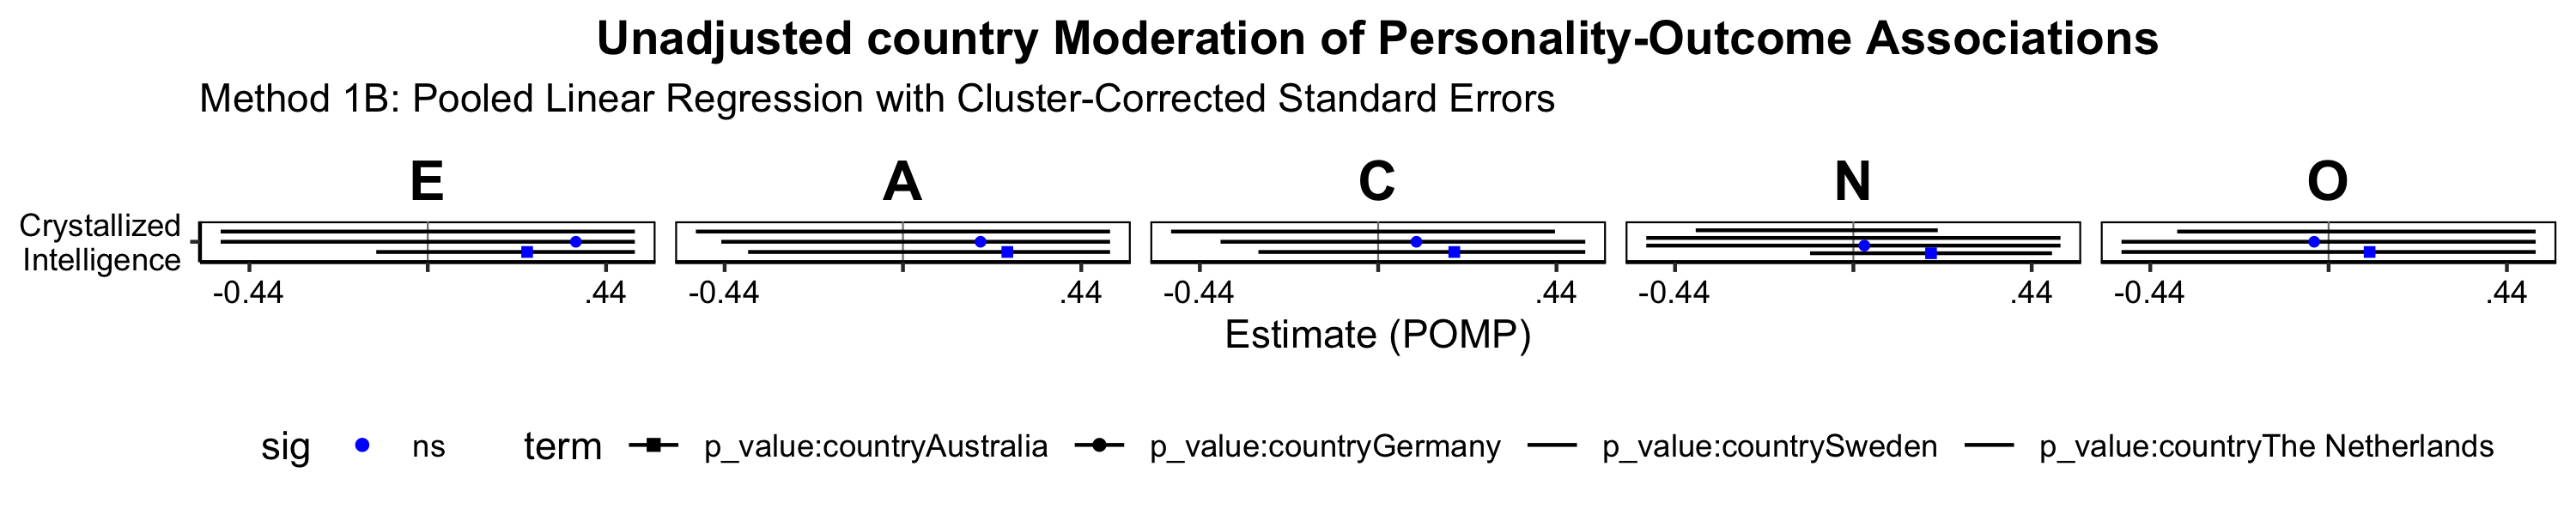 Unadjusted country Moderation of Personality-Outcome Associations
Method 1B: Pooled Linear Regression with Cluster-Corrected Standard Errors
E A C N O
Crystallized
Intelligence
-0.44 .44 -0.44 .44 -0.44 .44 -0.44 .44 -0.44 .44
Estimate (POMP)
sig ns term p_value:countryAustralia p_value:countryGermany p_value:countrySweden p_value:countryThe Netherlands